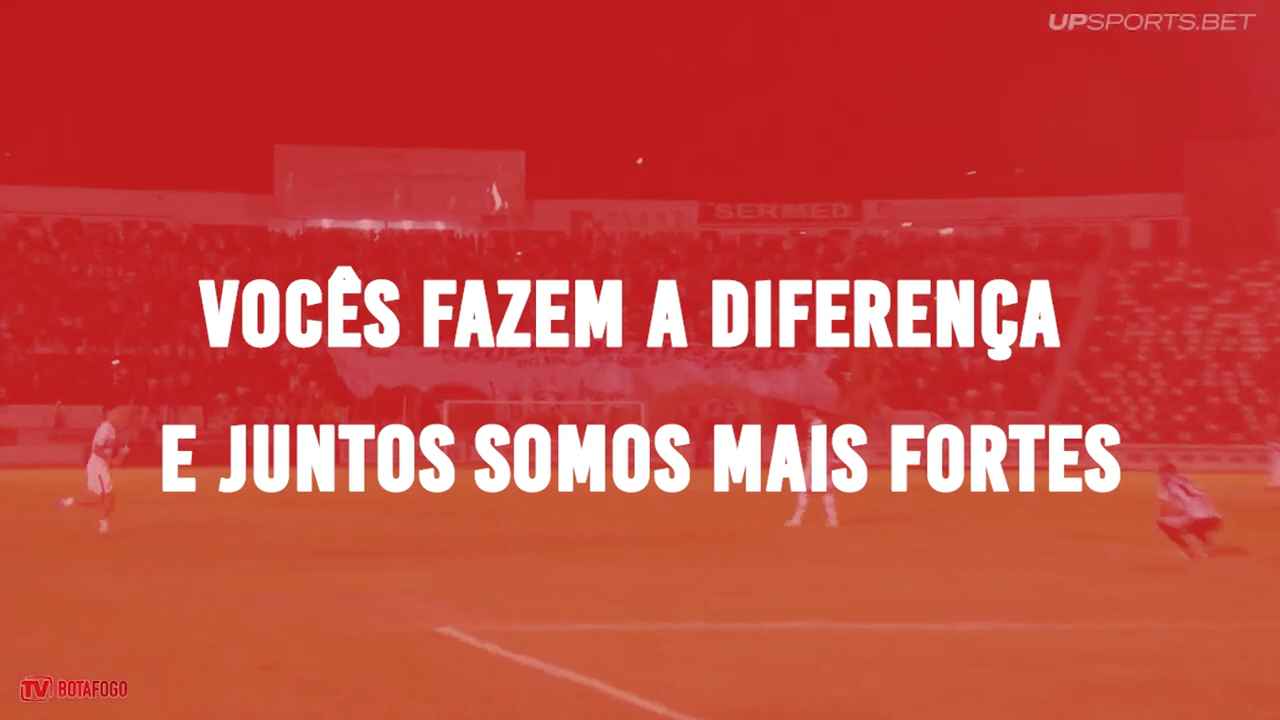 UPSPORTS.BET
SERMED
VOCÊS FAZEM A DIFERENÇA
E JUNTOS SOMOS MAIS FORTES
TV BOTAFOGO